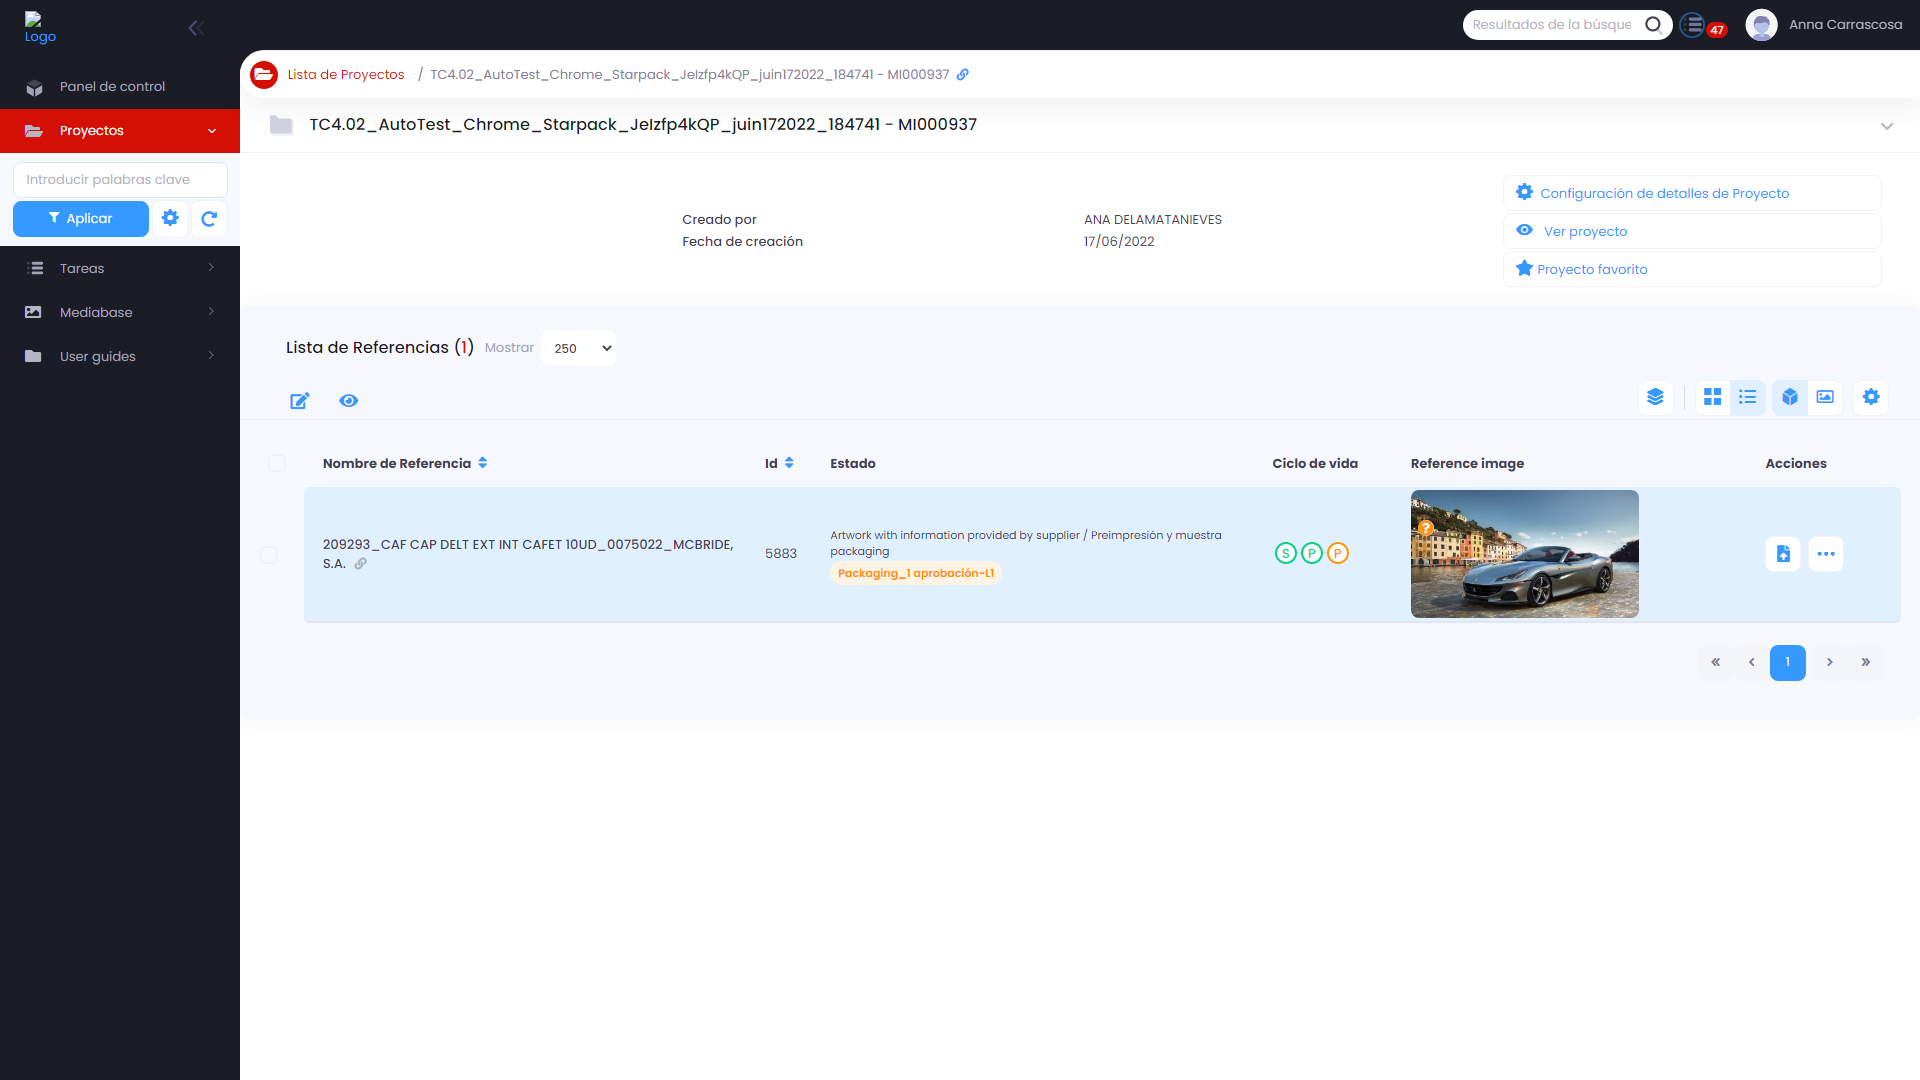 Logo
Resultados de la búsque
47
Anna Carrascosa
Panel de control
Proyectos
Introducir palabras clave
Aplicar
Tareas
Mediabase
User guides
Lista de Proyectos / TC4.02_AutoTest_Chrome_Starpack_JeIzfp4kQP_juin172022_184741 - MI000937
TC4.02_AutoTest_Chrome_Starpack_JeIzfp4kQP_juin172022_184741 - MI000937
Creado por ANA DELAMATANIEVES
Fecha de creación 17/06/2022
Configuración de detalles de Proyecto
Ver proyecto
Proyecto favorito
Lista de Referencias (1) Mostrar 250
Nombre de Referencia Id Estado Ciclo de vida Reference image Acciones
209293_CAF CAP DELT EXT INT CAFET 10UD_0075022_MCBRIDE,
S.A.
5883
Artwork with information provided by supplier / Preimpresión y muestra
packaging
Packaging_1 aprobación-L1
S P P
?
« ‹ 1 › »